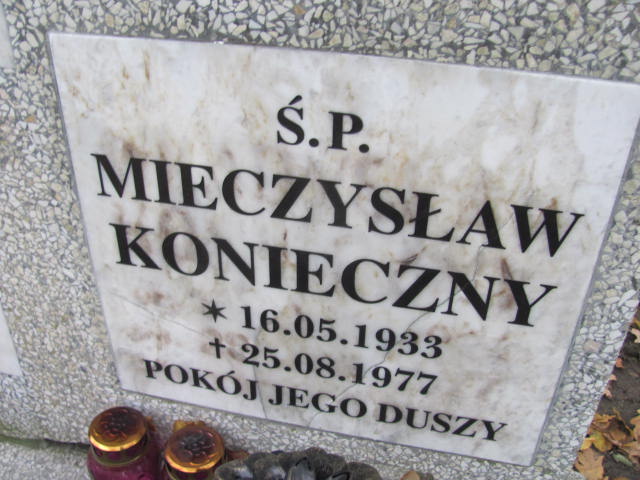 Ś.P.
MIECZYSŁAW
KONIECZNY
✶ 16.05.1933
† 25.08.1977
POKÓJ JEGO DUSZY